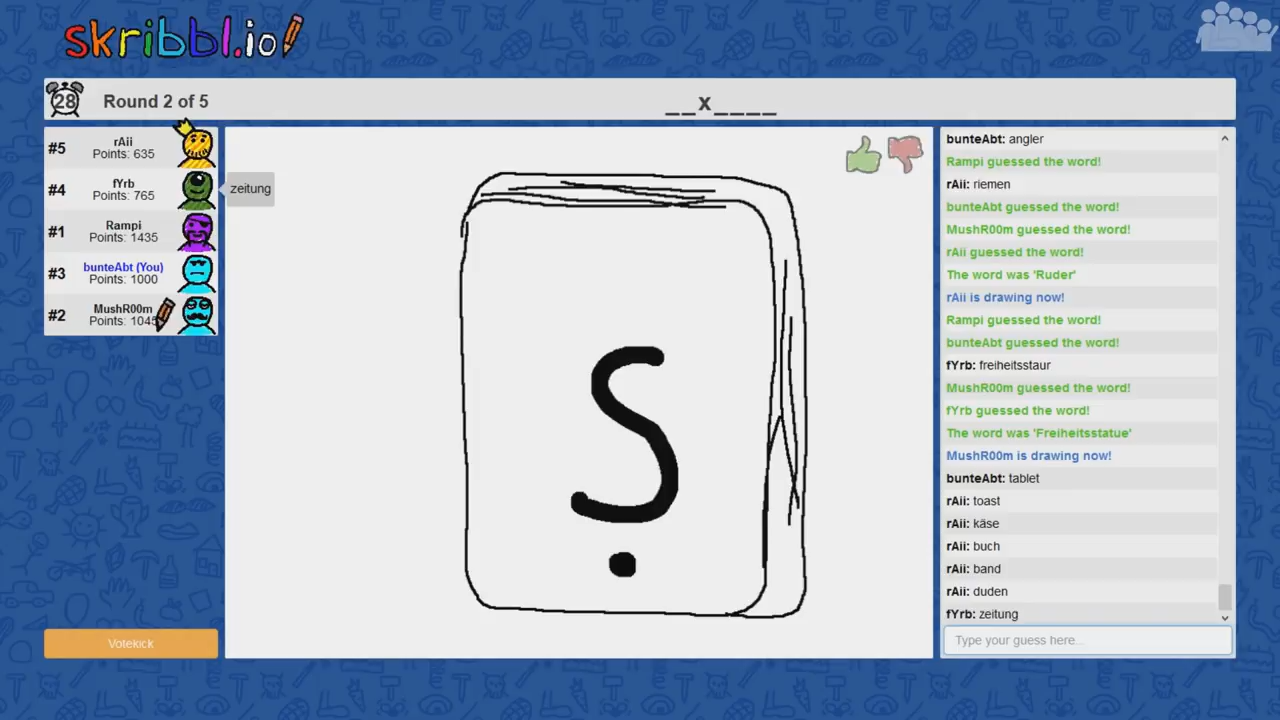 skribbl.io
28 Round 2 of 5 __x____
#5 rAii
Points: 635
#4 fYrb
Points: 765
zeitung
#1 Rampi
Points: 1435
#3 bunteAbt (You)
Points: 1000
#2 MushR00m
Points: 1045
S
Votekick
bunteAbt: angler
Rampi guessed the word!
rAii: riemen
bunteAbt guessed the word!
MushR00m guessed the word!
rAii guessed the word!
The word was 'Ruder'
rAii is drawing now!
Rampi guessed the word!
bunteAbt guessed the word!
fYrb: freiheitsstaur
MushR00m guessed the word!
fYrb guessed the word!
The word was 'Freiheitsstatue'
MushR00m is drawing now!
bunteAbt: tablet
rAii: toast
rAii: käse
rAii: buch
rAii: band
rAii: duden
fYrb: zeitung
Type your guess here...